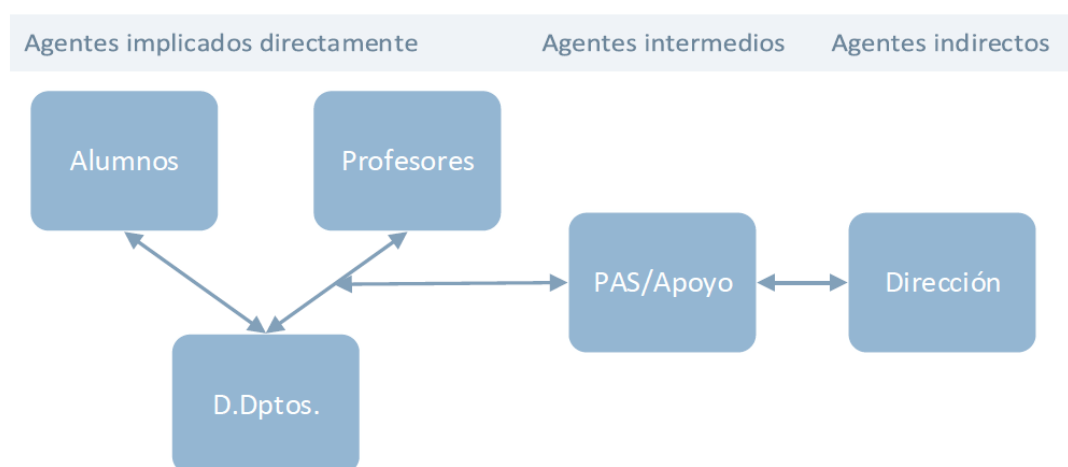 Agentes implicados directamente
Agentes intermedios
Agentes indirectos
Alumnos
Profesores
PAS/Apoyo
Dirección
D.Dptos.